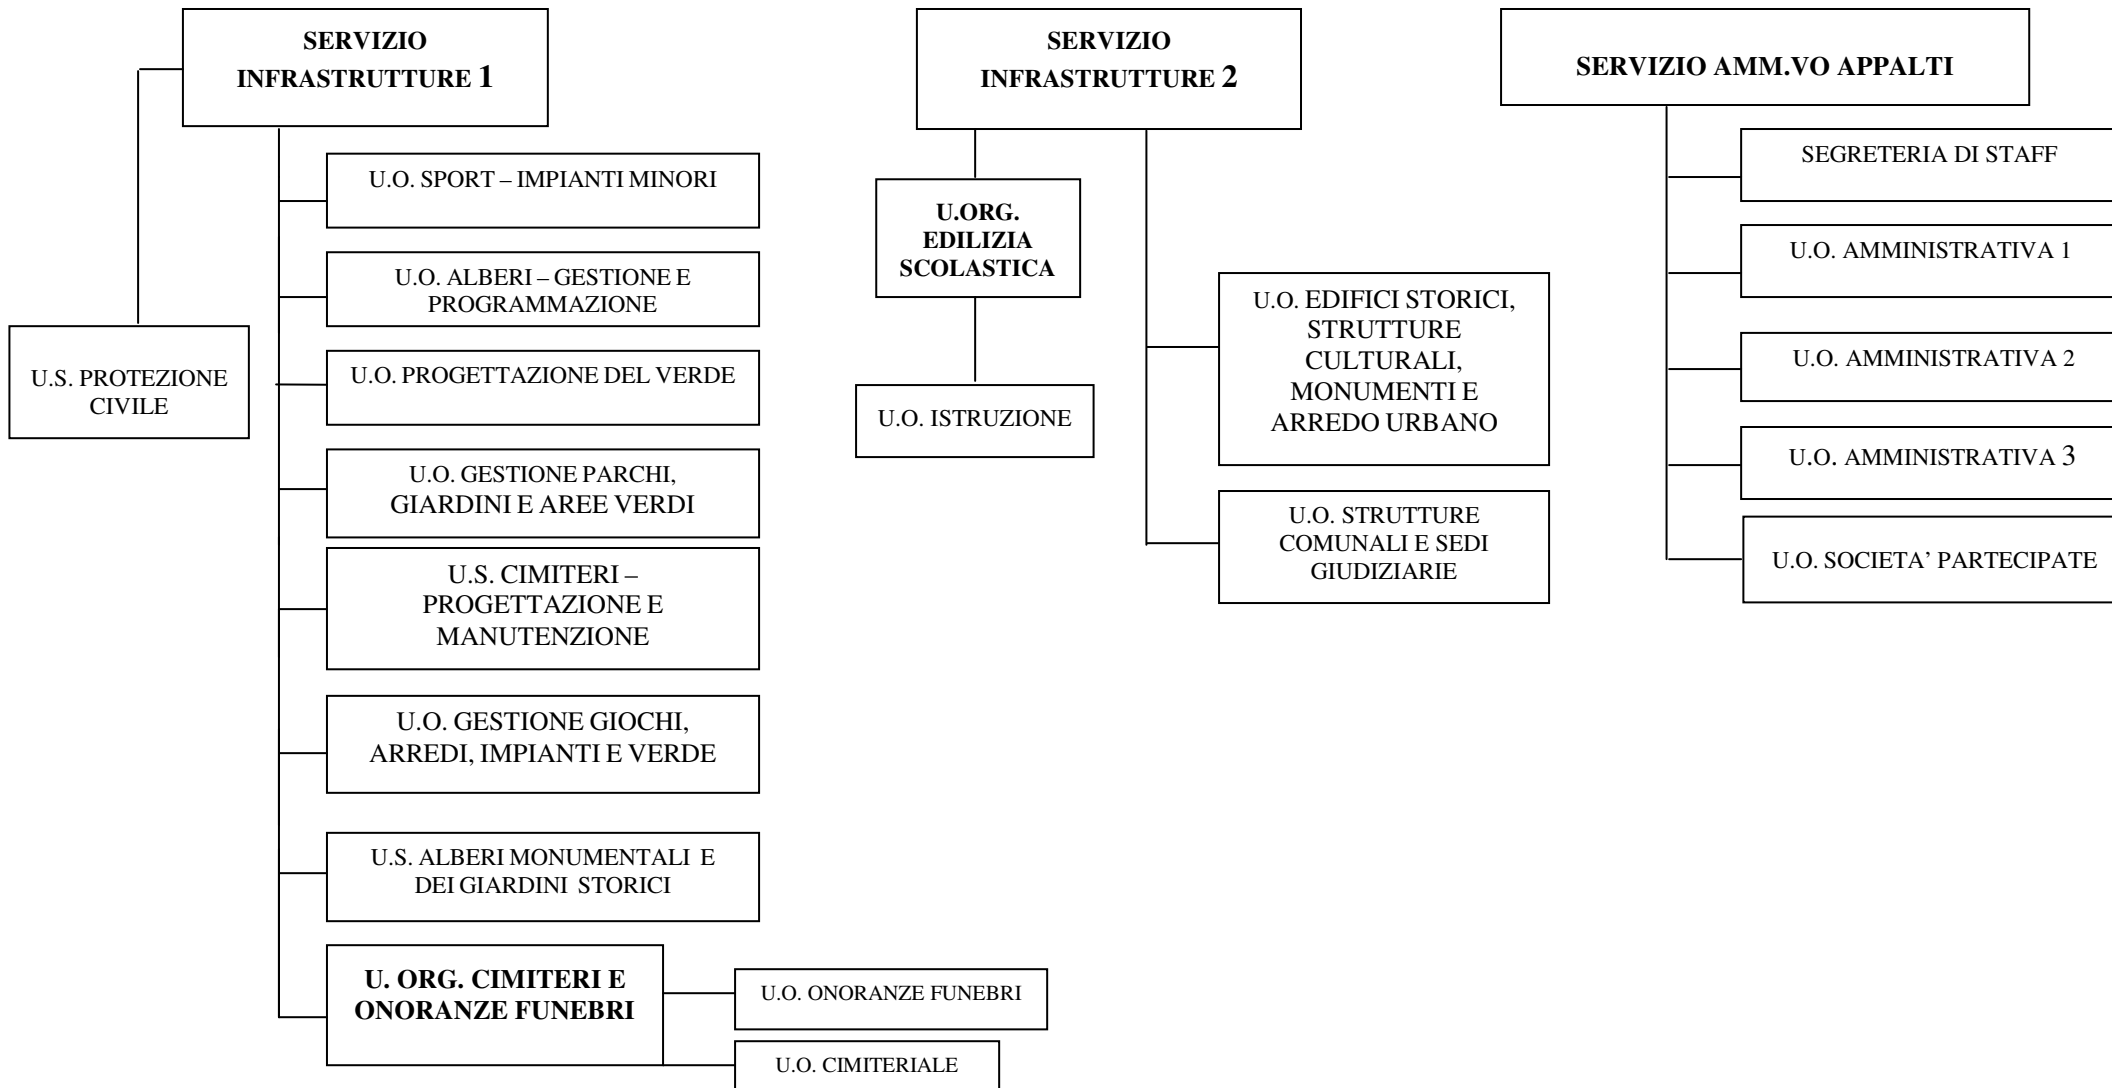 SERVIZIO
INFRASTRUTTURE 1
U.S. PROTEZIONE
CIVILE
U.O. SPORT – IMPIANTI MINORI
U.O. ALBERI – GESTIONE E
PROGRAMMAZIONE
U.O. PROGETTAZIONE DEL VERDE
U.O. GESTIONE PARCHI,
GIARDINI E AREE VERDI
U.S. CIMITERI –
PROGETTAZIONE E
MANUTENZIONE
U.O. GESTIONE GIOCHI,
ARREDI, IMPIANTI E VERDE
U.S. ALBERI MONUMENTALI E
DEI GIARDINI STORICI
U. ORG. CIMITERI E
ONORANZE FUNEBRI
U.O. ONORANZE FUNEBRI
U.O. CIMITERIALE
SERVIZIO
INFRASTRUTTURE 2
U.ORG.
EDILIZIA
SCOLASTICA
U.O. ISTRUZIONE
U.O. EDIFICI STORICI,
STRUTTURE
CULTURALI,
MONUMENTI E
ARREDO URBANO
U.O. STRUTTURE
COMUNALI E SEDI
GIUDIZIARIE
SERVIZIO AMM.VO APPALTI
SEGRETERIA DI STAFF
U.O. AMMINISTRATIVA 1
U.O. AMMINISTRATIVA 2
U.O. AMMINISTRATIVA 3
U.O. SOCIETA’ PARTECIPATE